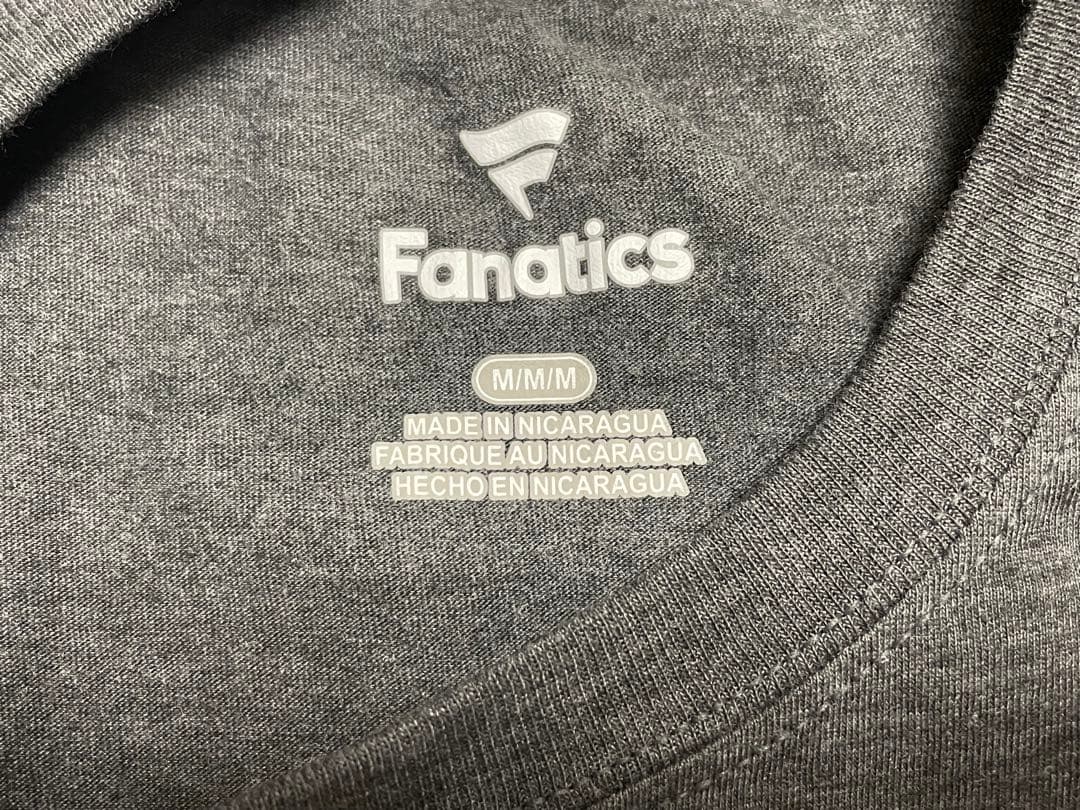 Fanatics
M/M/M
MADE IN NICARAGUA
FABRIQUE AU NICARAGUA
HECHO EN NICARAGUA